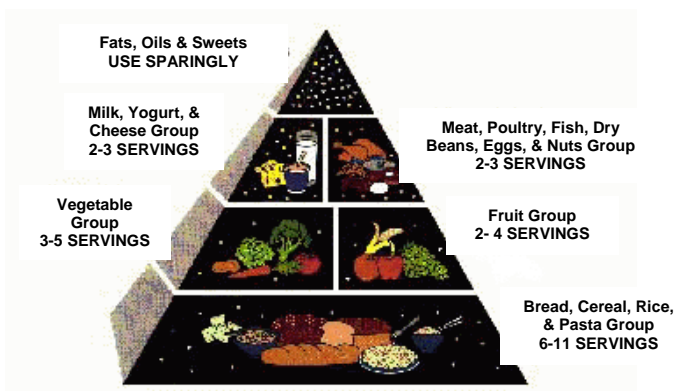 Fats, Oils & Sweets
USE SPARINGLY
Milk, Yogurt, &
Cheese Group
2-3 SERVINGS
Meat, Poultry, Fish, Dry
Beans, Eggs, & Nuts Group
2-3 SERVINGS
Vegetable
Group
3-5 SERVINGS
Fruit Group
2- 4 SERVINGS
Bread, Cereal, Rice,
& Pasta Group
6-11 SERVINGS